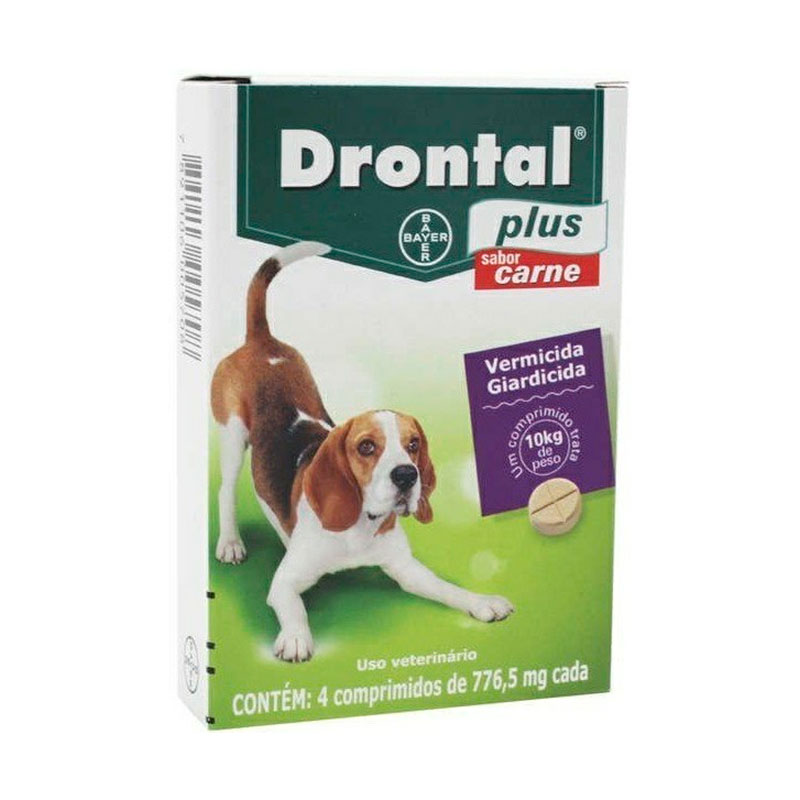 Drontal®
plus
sabor
carne
BAYER
BAYER
Vermicida
Giardicida
Um comprimido trata
10kg
de
peso
Uso veterinário
CONTÉM: 4 comprimidos de 776,5 mg cada